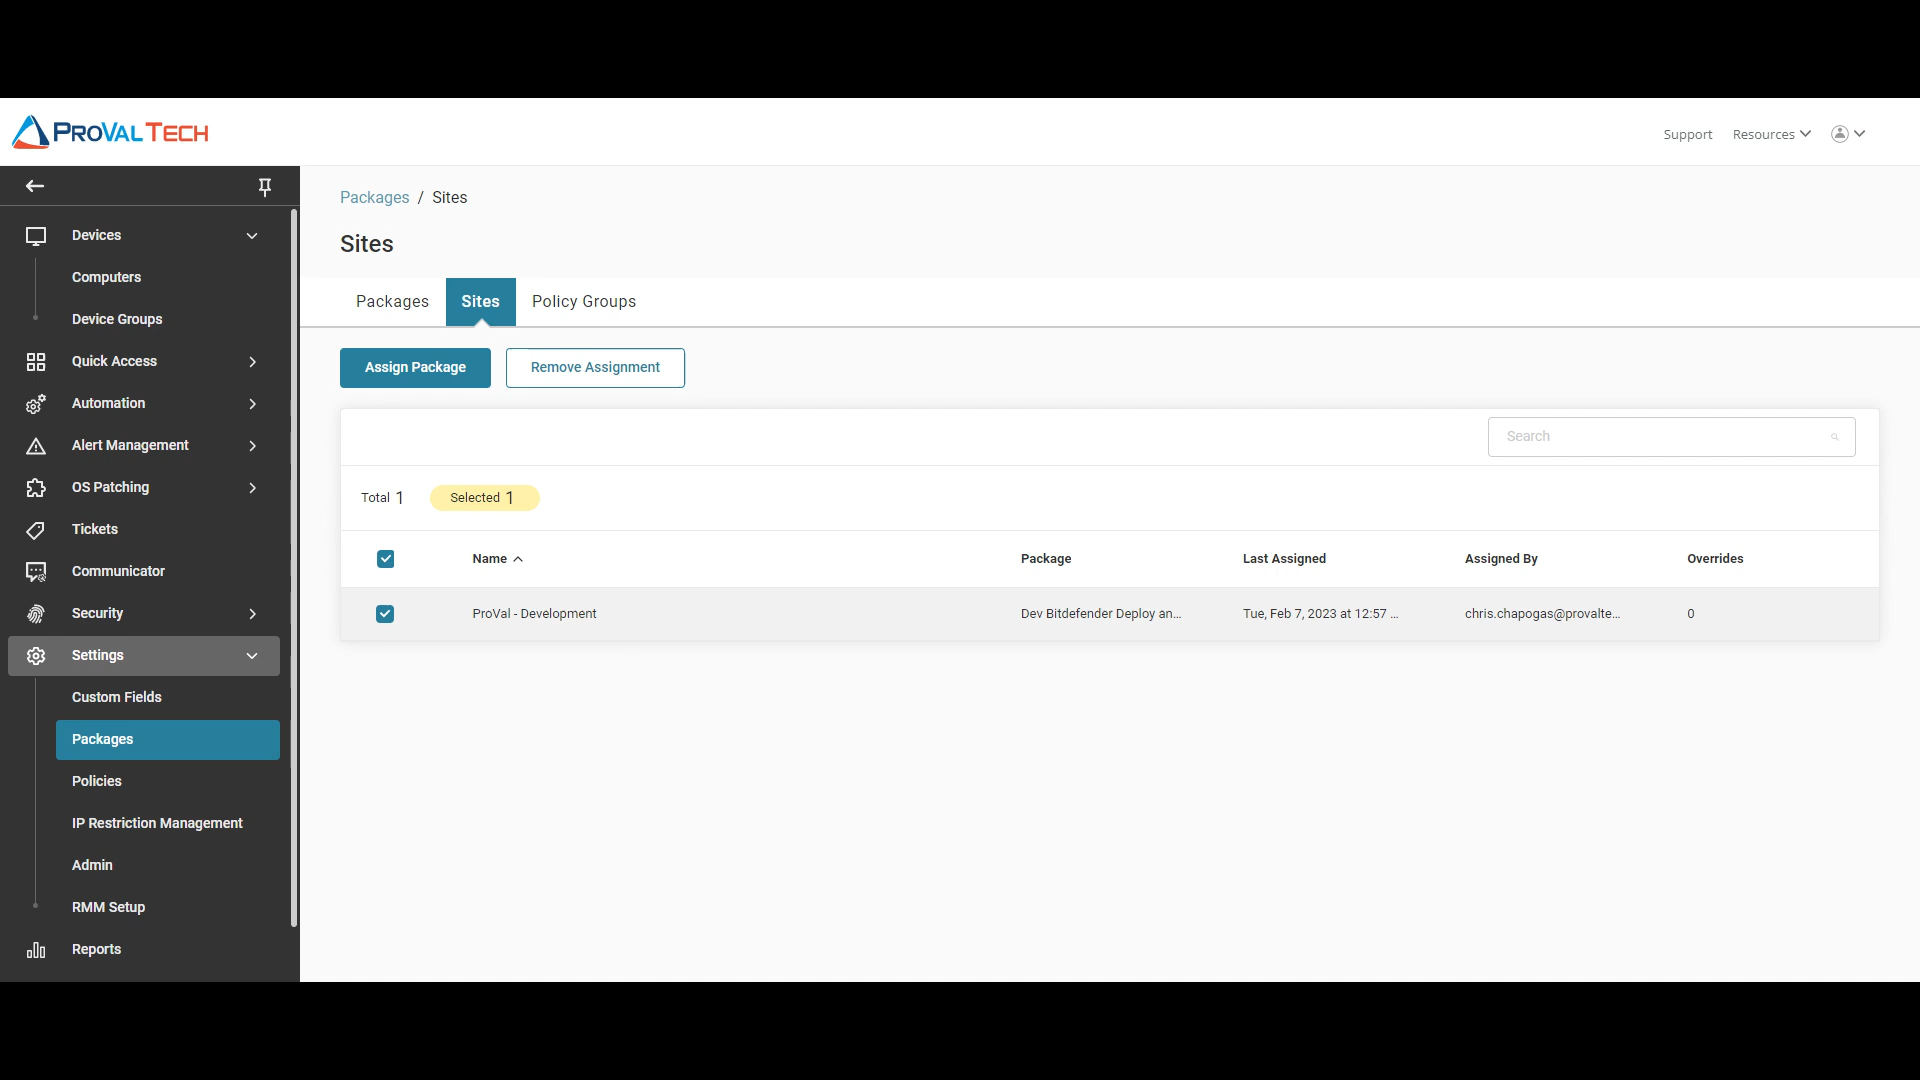 PROVAL TECH
Support Resources
Packages / Sites
Sites
Packages Sites Policy Groups
Assign Package Remove Assignment
Search
Total 1 Selected 1
Name Package Last Assigned Assigned By Overrides
ProVal - Development Dev Bitdefender Deploy an... Tue, Feb 7, 2023 at 12:57 ... chris.chapogas@provalte... 0
Devices
Computers
Device Groups
Quick Access
Automation
Alert Management
OS Patching
Tickets
Communicator
Security
Settings
Custom Fields
Packages
Policies
IP Restriction Management
Admin
RMM Setup
Reports